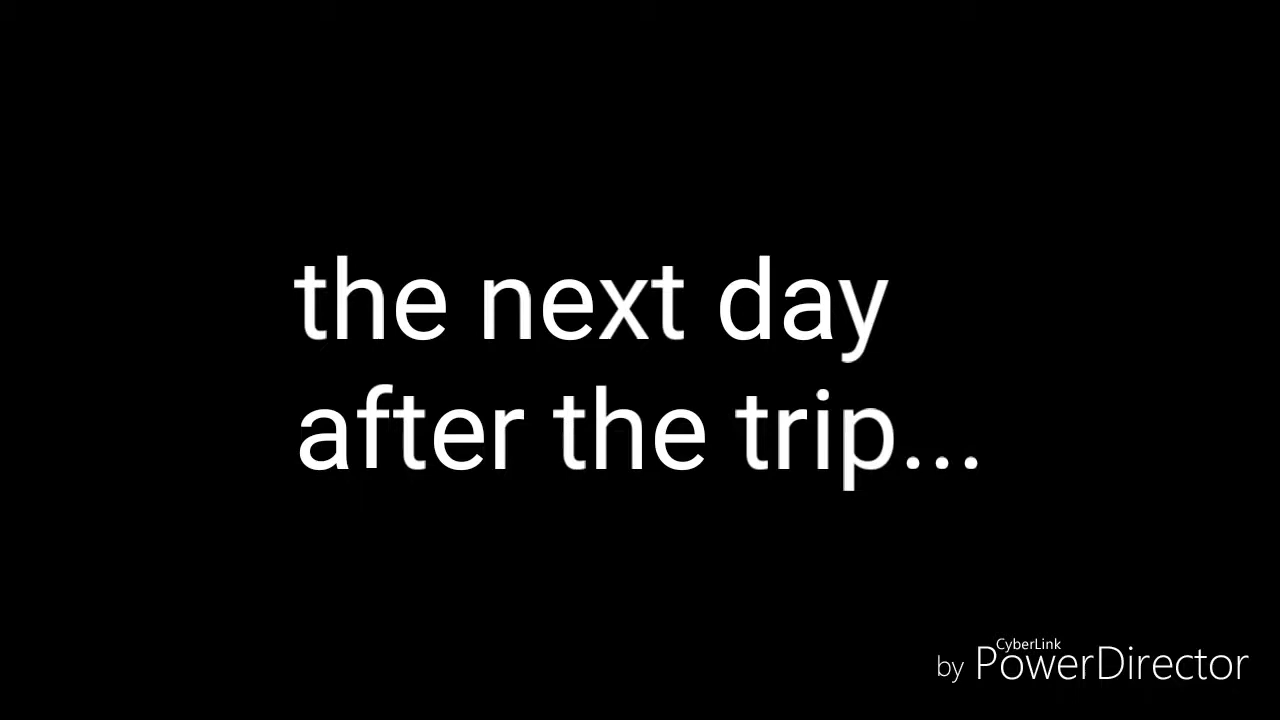 the next day
after the trip...
CyberLink
by PowerDirector